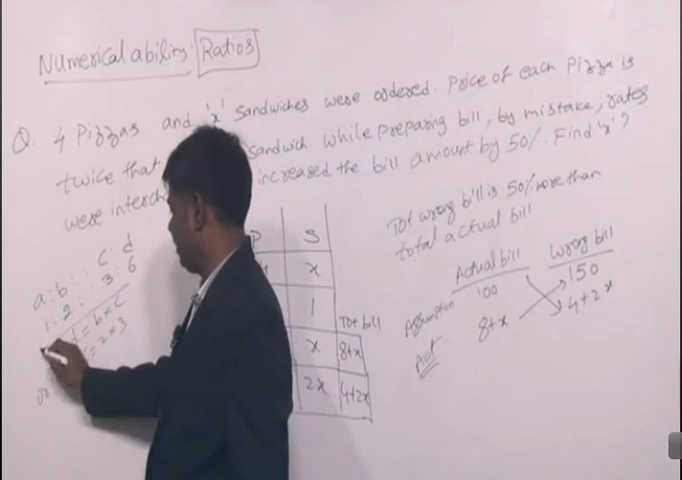 Numerical ability. Ratios
Q. 4 Pizzas and 'x' Sandwiches were ordered. Price of each Pizza is
twice that sandwich while preparing bill, by mistake, rates
were increased the bill amount by 50%. Find 'x'?
a:b :: c:d
1:2 :: 3:6
= b×c
= 2×3
P S
x
1
Tot bill
x 8+x
2x 4+2x
Tot wrong bill is 50% more than
total actual bill
Actual bill Wrong bill
Assumption 100 150
Act 8+x 4+2x